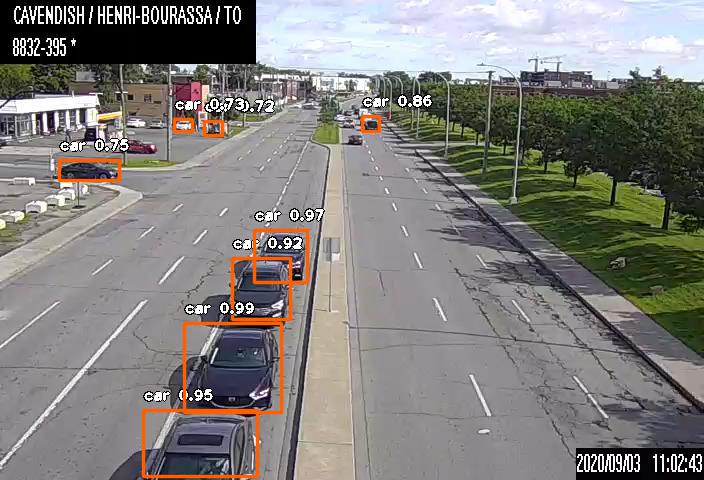 CAVENDISH / HENRI-BOURASSA / TO
8832-395 *
car 0.73
0.72
car 0.86
car 0.75
car 0.97
car 0.92
car 0.99
car 0.95
2020/09/03 11:02:43